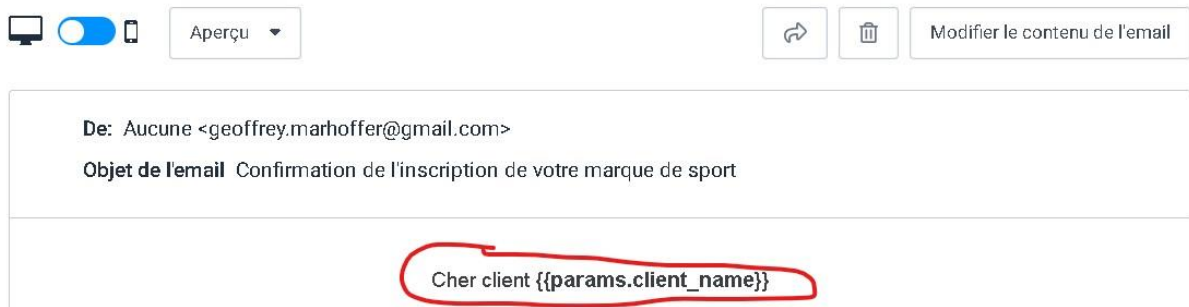 Aperçu
Modifier le contenu de l'email
De: Aucune <geoffrey.marhoffer@gmail.com>
Objet de l'email Confirmation de l'inscription de votre marque de sport
Cher client {{params.client_name}}